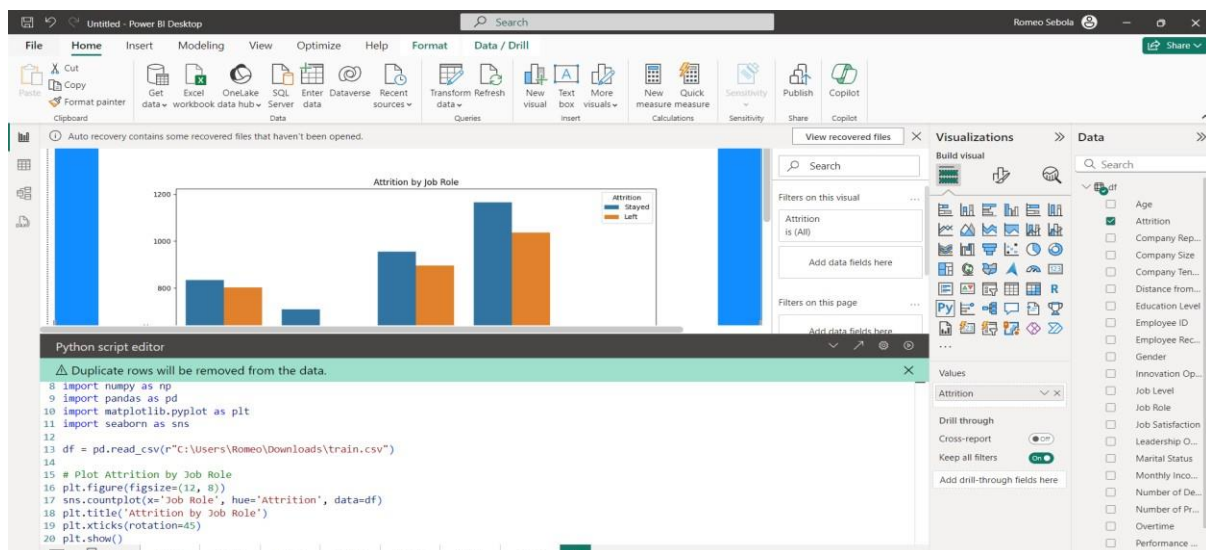 Untitled - Power BI Desktop
Search
Romeo Sebola
File Home Insert Modeling View Optimize Help Format Data / Drill
Share
Paste
Cut
Copy
Format painter
Clipboard
Get data
Excel workbook
OneLake data hub
SQL Server
Enter data
Dataverse
Recent sources
Data
Transform data
Refresh
Queries
New visual
Text box
More visuals
Insert
New measure
Quick measure
Calculations
Sensitivity
Sensitivity
Publish
Share
Copilot
Copilot
Auto recovery contains some recovered files that haven't been opened.
View recovered files
Attrition by Job Role
1200
1000
800
Attrition
Stayed
Left
Search
Filters on this visual ...
Attrition
is (All)
Add data fields here
Filters on this page ...
Add data fields here
Python script editor
Duplicate rows will be removed from the data.
8 import numpy as np
9 import pandas as pd
10 import matplotlib.pyplot as plt
11 import seaborn as sns
12
13 df = pd.read_csv(r"C:\Users\Romeo\Downloads\train.csv")
14
15 # Plot Attrition by Job Role
16 plt.figure(figsize=(12, 8))
17 sns.countplot(x='Job Role', hue='Attrition', data=df)
18 plt.title('Attrition by Job Role')
19 plt.xticks(rotation=45)
20 plt.show()
Visualizations
Build visual
R
Py
...
Values
Attrition
Drill through
Cross-report
Off
Keep all filters
On
Add drill-through fields here
Data
Search
df
Age
Attrition
Company Rep...
Company Size
Company Ten...
Distance from...
Education Level
Employee ID
Employee Rec...
Gender
Innovation Op...
Job Level
Job Role
Job Satisfaction
Leadership O...
Marital Status
Monthly Inco...
Number of De...
Number of Pr...
Overtime
Performance ...